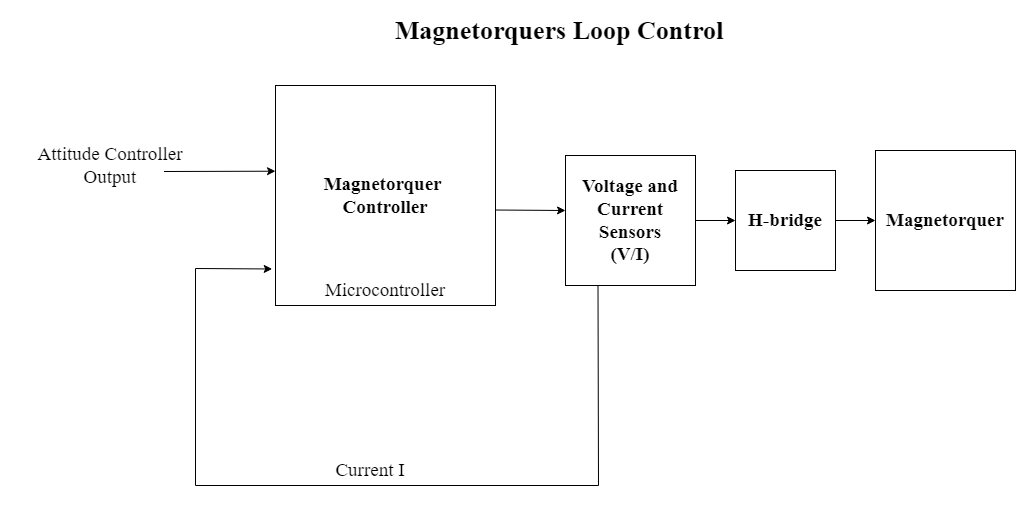 Magnetorquers Loop Control
Attitude Controller
Output
Magnetorquer
Controller
Microcontroller
Voltage and
Current
Sensors
(V/I)
H-bridge
Magnetorquer
Current I